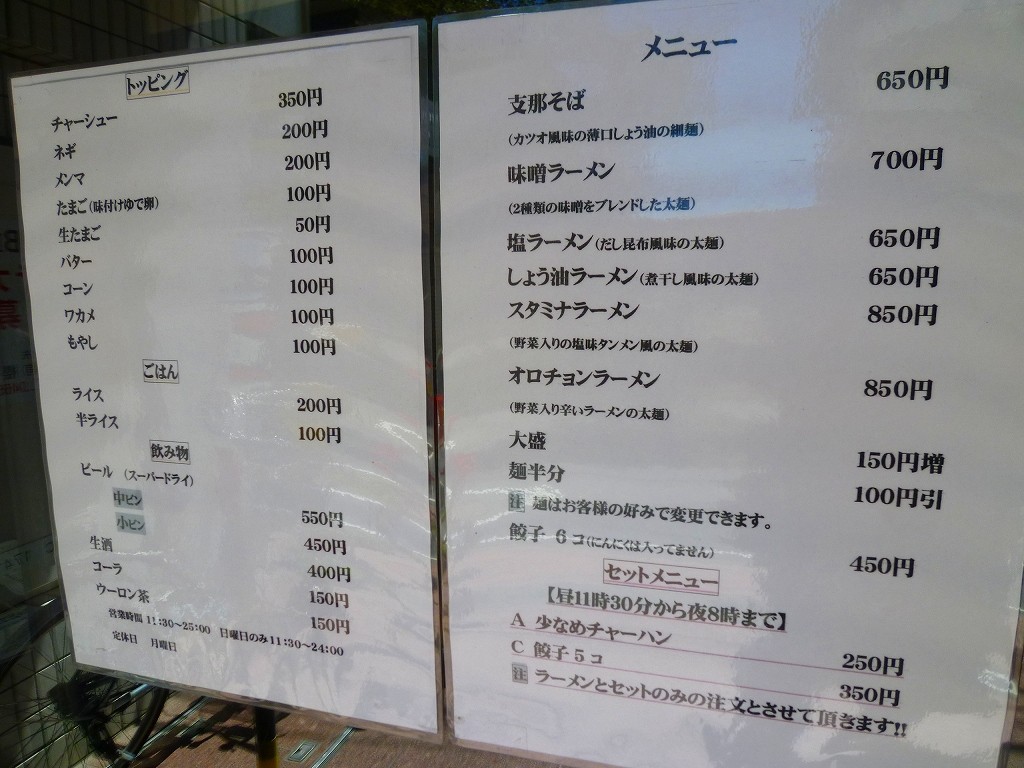 トッピング
チャーシュー 350円
ネギ 200円
メンマ 200円
たまご(味付けゆで卵) 100円
生たまご 50円
バター 100円
コーン 100円
ワカメ 100円
もやし 100円
ごはん
ライス 200円
半ライス 100円
飲み物
ビール (スーパードライ)
中ビン 550円
小ビン 450円
生酒 400円
コーラ 150円
ウーロン茶 150円
営業時間 11:30~25:00 日曜日のみ11:30~24:00
定休日 月曜日
メニュー
支那そば 650円
(カツオ風味の薄口しょう油の細麺)
味噌ラーメン 700円
(2種類の味噌をブレンドした太麺)
塩ラーメン(だし昆布風味の太麺) 650円
しょう油ラーメン(煮干し風味の太麺) 650円
スタミナラーメン 850円
(野菜入りの塩味タンメン風の太麺)
オロチョンラーメン 850円
(野菜入り辛いラーメンの太麺)
大盛 150円増
麺半分 100円引
注 麺はお客様の好みで変更できます。
餃子 6コ(にんにくは入ってません) 450円
セットメニュー
【昼11時30分から夜8時まで】
A 少なめチャーハン 250円
C 餃子5コ 350円
注 ラーメンとセットのみの注文とさせて頂きます!!